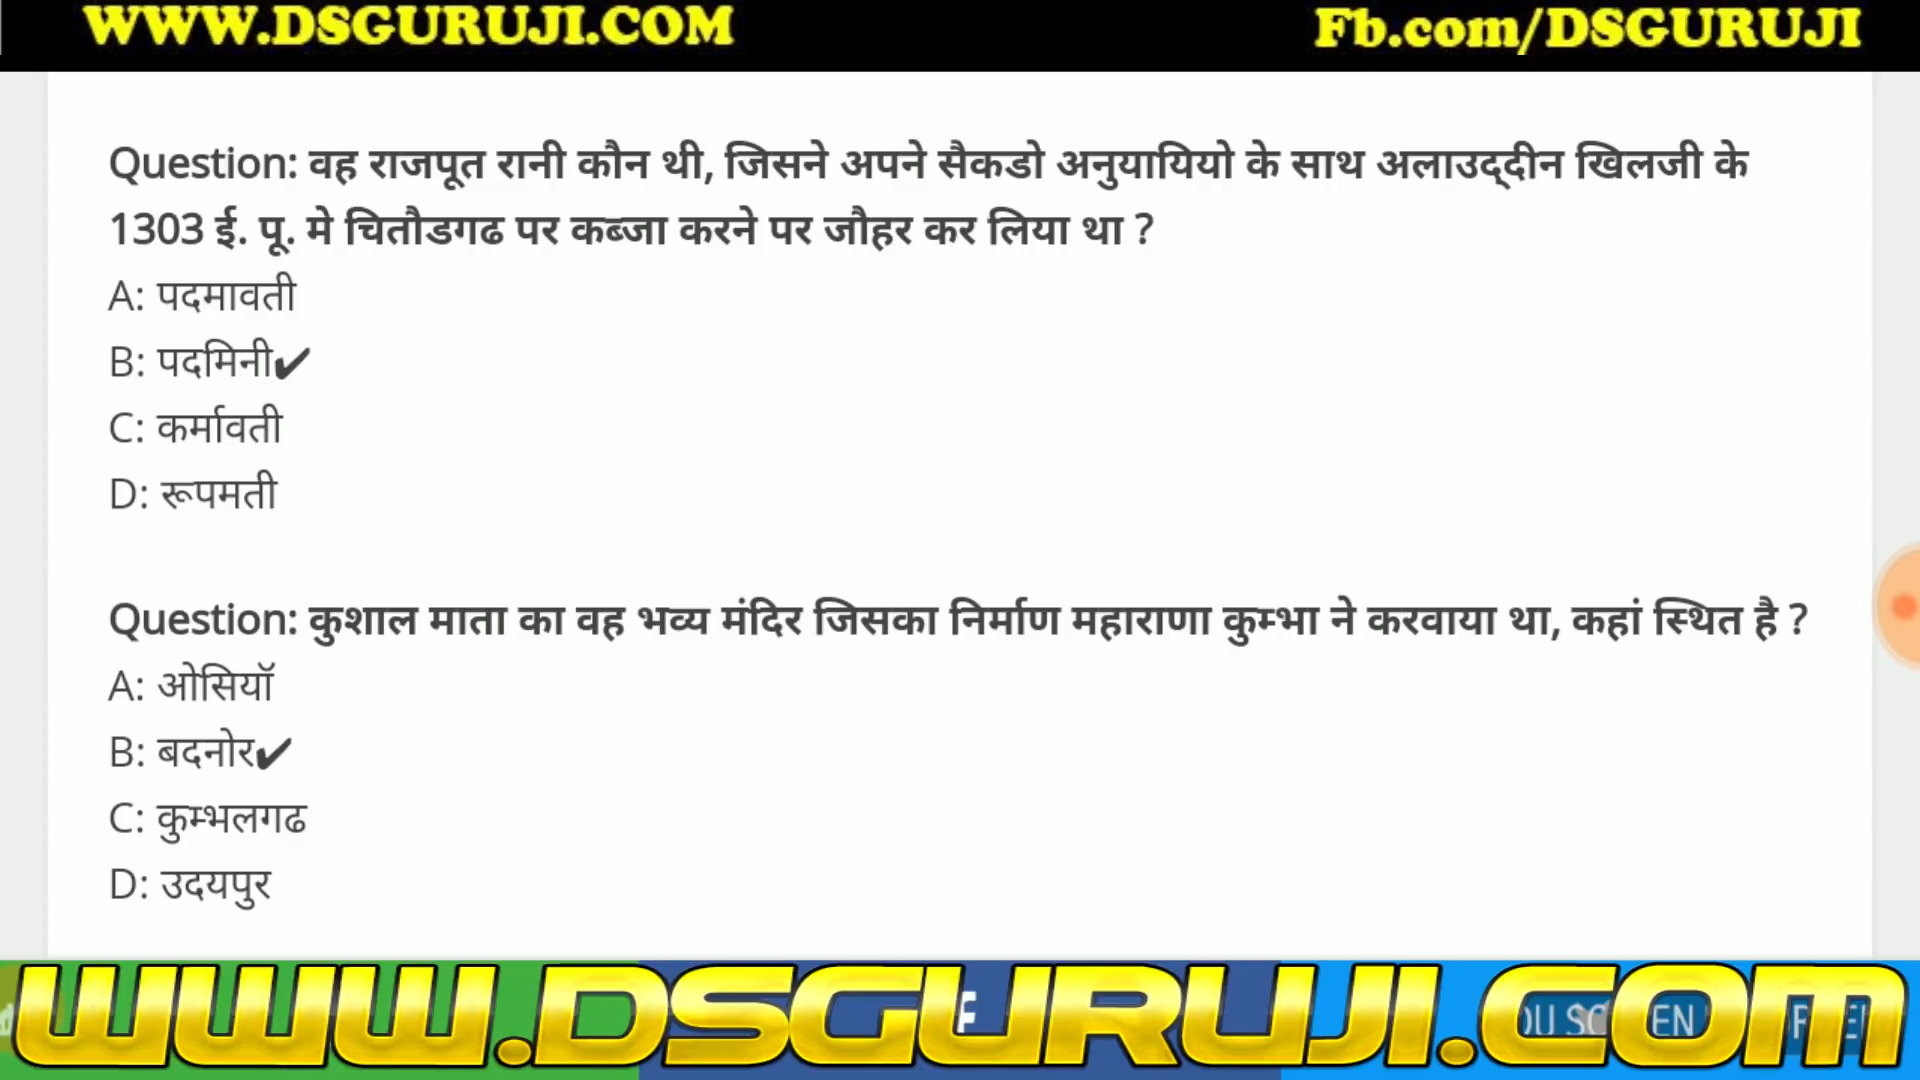 WWW.DSGURUJI.COM
Fb.com/DSGURUJI
Question: वह राजपूत रानी कौन थी, जिसने अपने सैकडो अनुयायियो के साथ अलाउद्दीन खिलजी के
1303 ई. पू. मे चितौडगढ पर कब्जा करने पर जौहर कर लिया था ?
A: पदमावती
B: पदमिनी✔
C: कर्मावती
D: रूपमती
Question: कुशाल माता का वह भव्य मंदिर जिसका निर्माण महाराणा कुम्भा ने करवाया था, कहां स्थित है ?
A: ओसियॉ
B: बदनोर✔
C: कुम्भलगढ
D: उदयपुर
WWW.DSGURUJI.COM